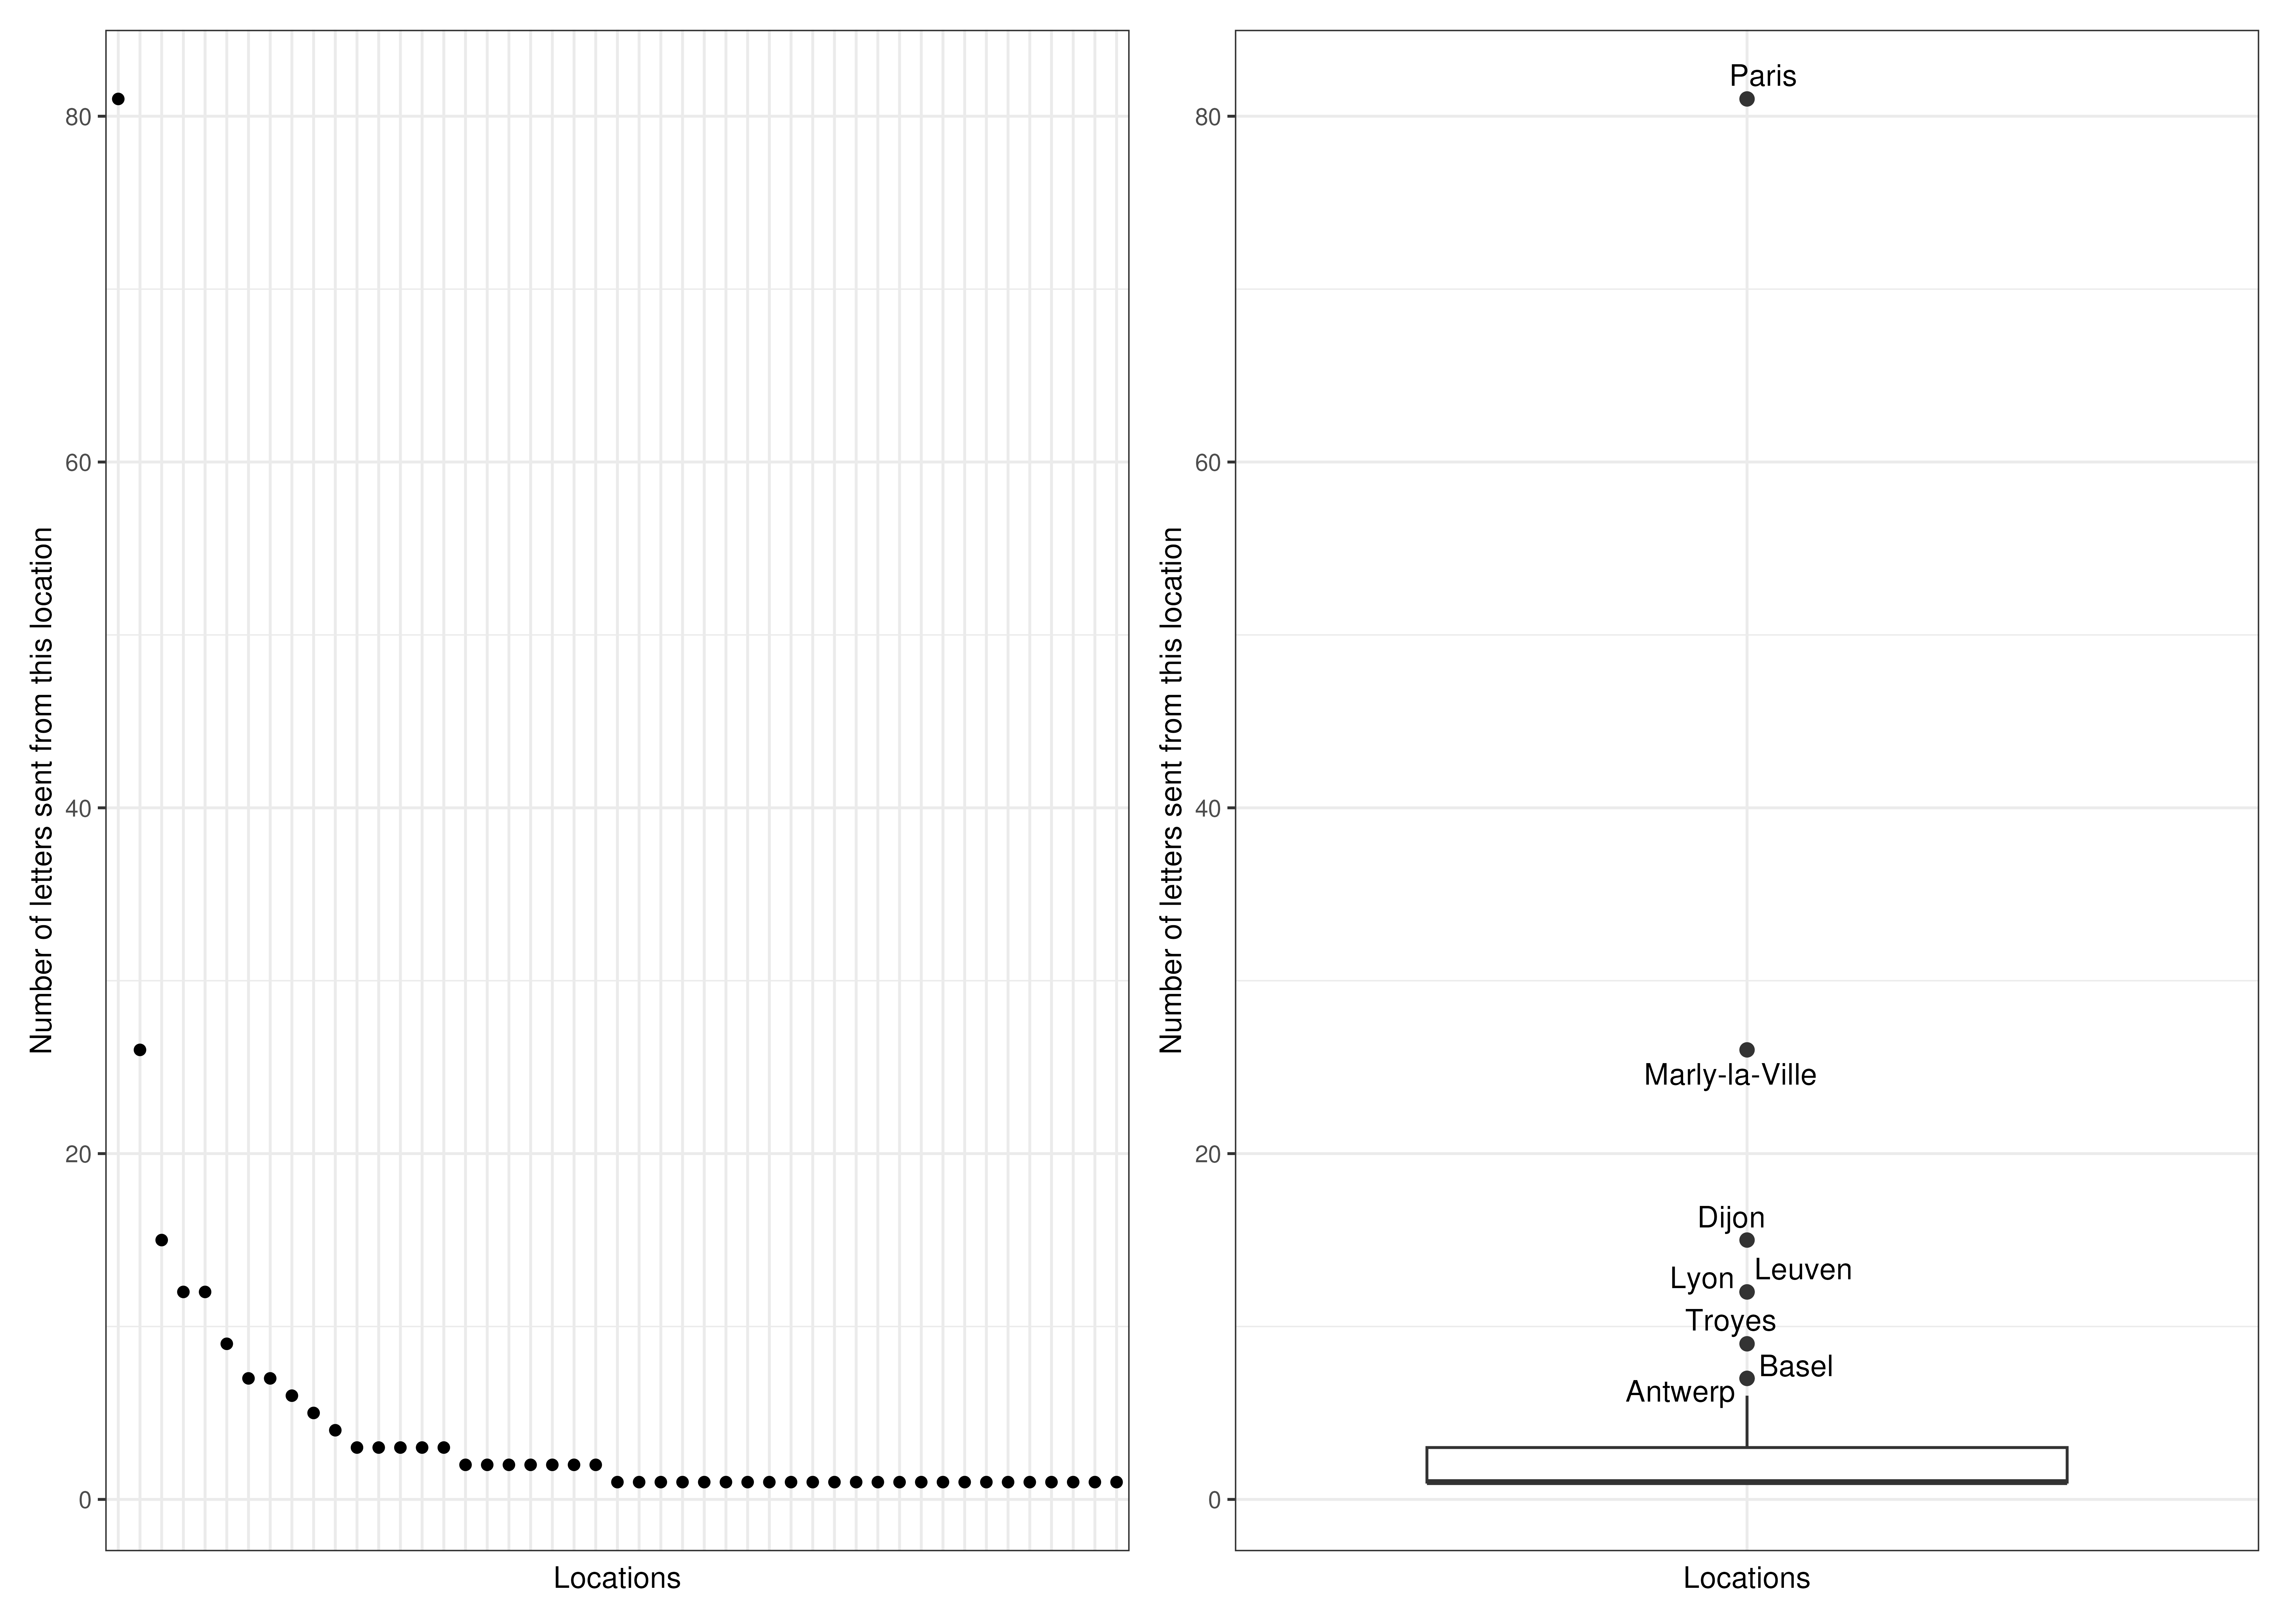 Number of letters sent from this location
80
60
40
20
0
Locations
Number of letters sent from this location
80
60
40
20
0
Paris
Marly-la-Ville
Dijon
Leuven
Lyon
Troyes
Basel
Antwerp
Locations